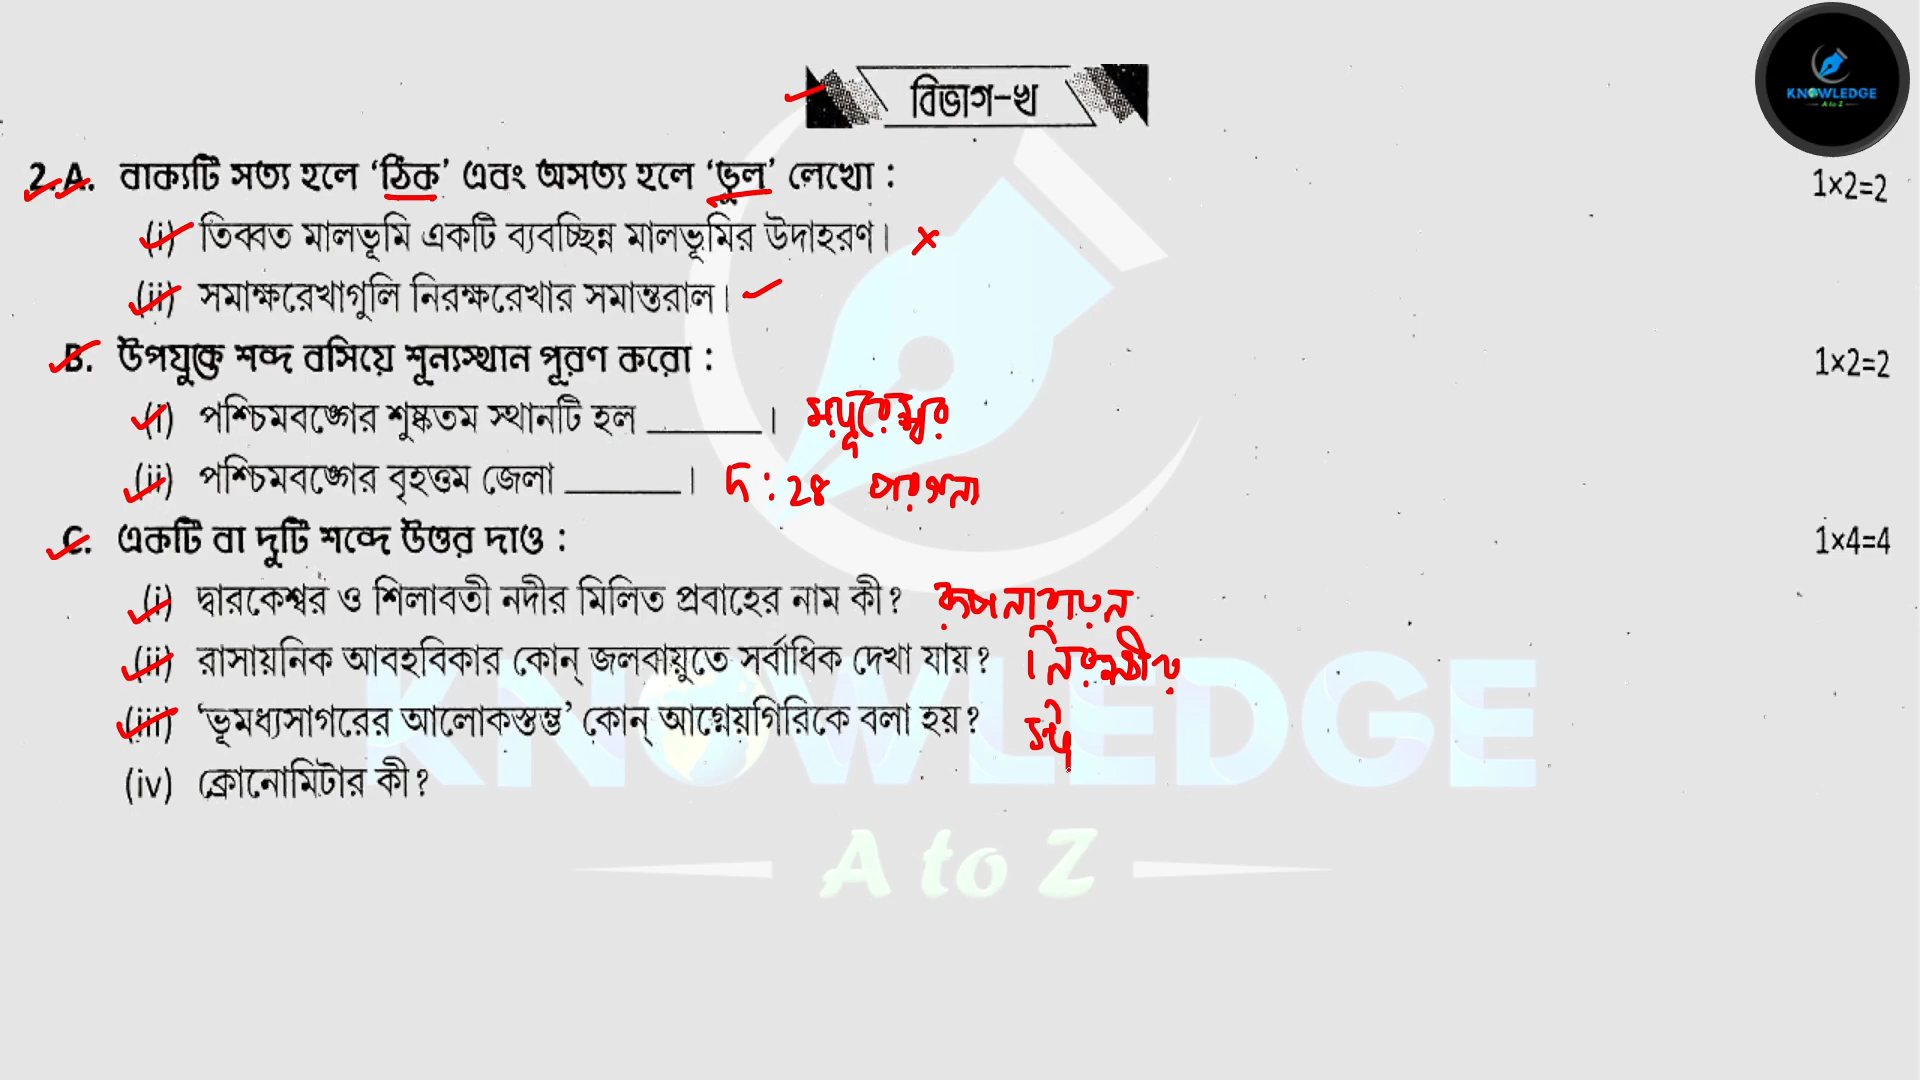 KNOWLEDGE
A to Z
বিভাগ-খ
2.A. বাক্যটি সত্য হলে ‘ঠিক’ এবং অসত্য হলে ‘ভুল’ লেখো : 1×2=2
(i) তিব্বত মালভূমি একটি ব্যবচ্ছিন্ন মালভূমির উদাহরণ। ×
(ii) সমাক্ষরেখাগুলি নিরক্ষরেখার সমান্তরাল।
B. উপযুক্ত শব্দ বসিয়ে শূন্যস্থান পূরণ করো : 1×2=2
(i) পশ্চিমবঙ্গের শুষ্কতম স্থানটি হল ______। ময়ূরেশ্বর
(ii) পশ্চিমবঙ্গের বৃহত্তম জেলা ______। দ: 24 পরগনা
C. একটি বা দুটি শব্দে উত্তর দাও : 1×4=4
(i) দ্বারকেশ্বর ও শিলাবতী নদীর মিলিত প্রবাহের নাম কী? রূপনারায়ন
(ii) রাসায়নিক আবহবিকার কোন্ জলবায়ুতে সর্বাধিক দেখা যায়? নিরক্ষীয়
(iii) ‘ভূমধ্যসাগরের আলোকস্তম্ভ’ কোন্ আগ্নেয়গিরিকে বলা হয়?
(iv) ক্রোনোমিটার কী?
KNOWLEDGE
A to Z